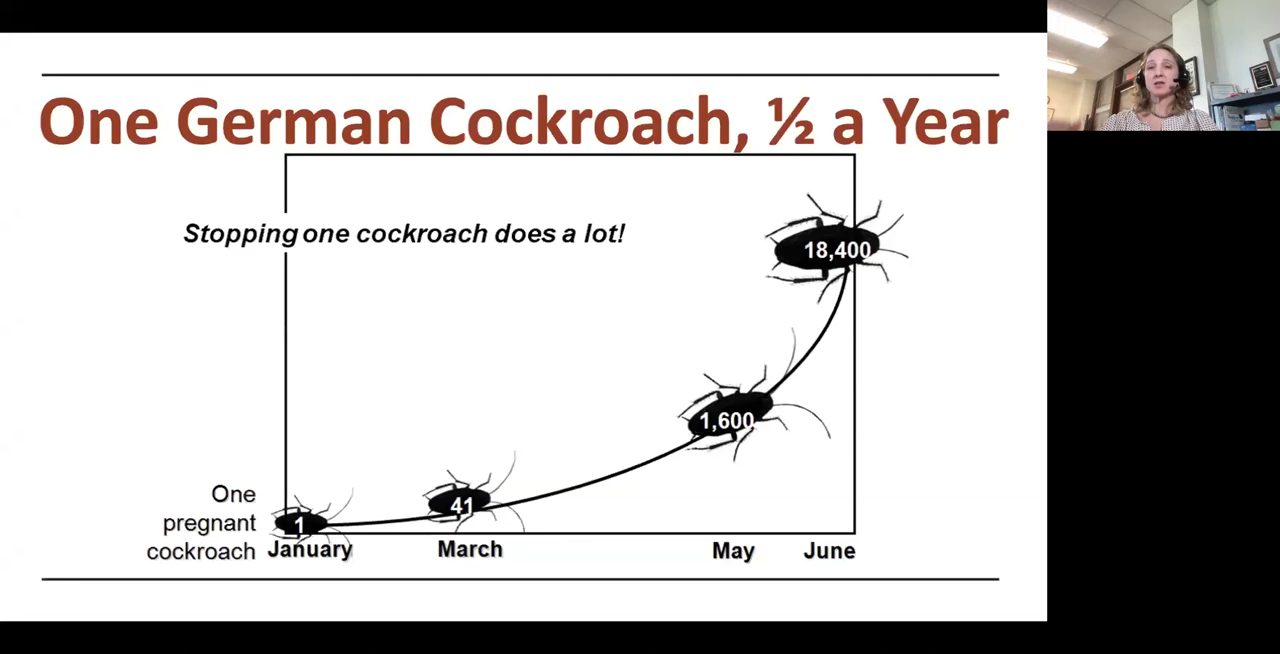 One German Cockroach, ½ a Year
Stopping one cockroach does a lot!
18,400
1,600
41
1
One
pregnant
cockroach
January
March
May
June